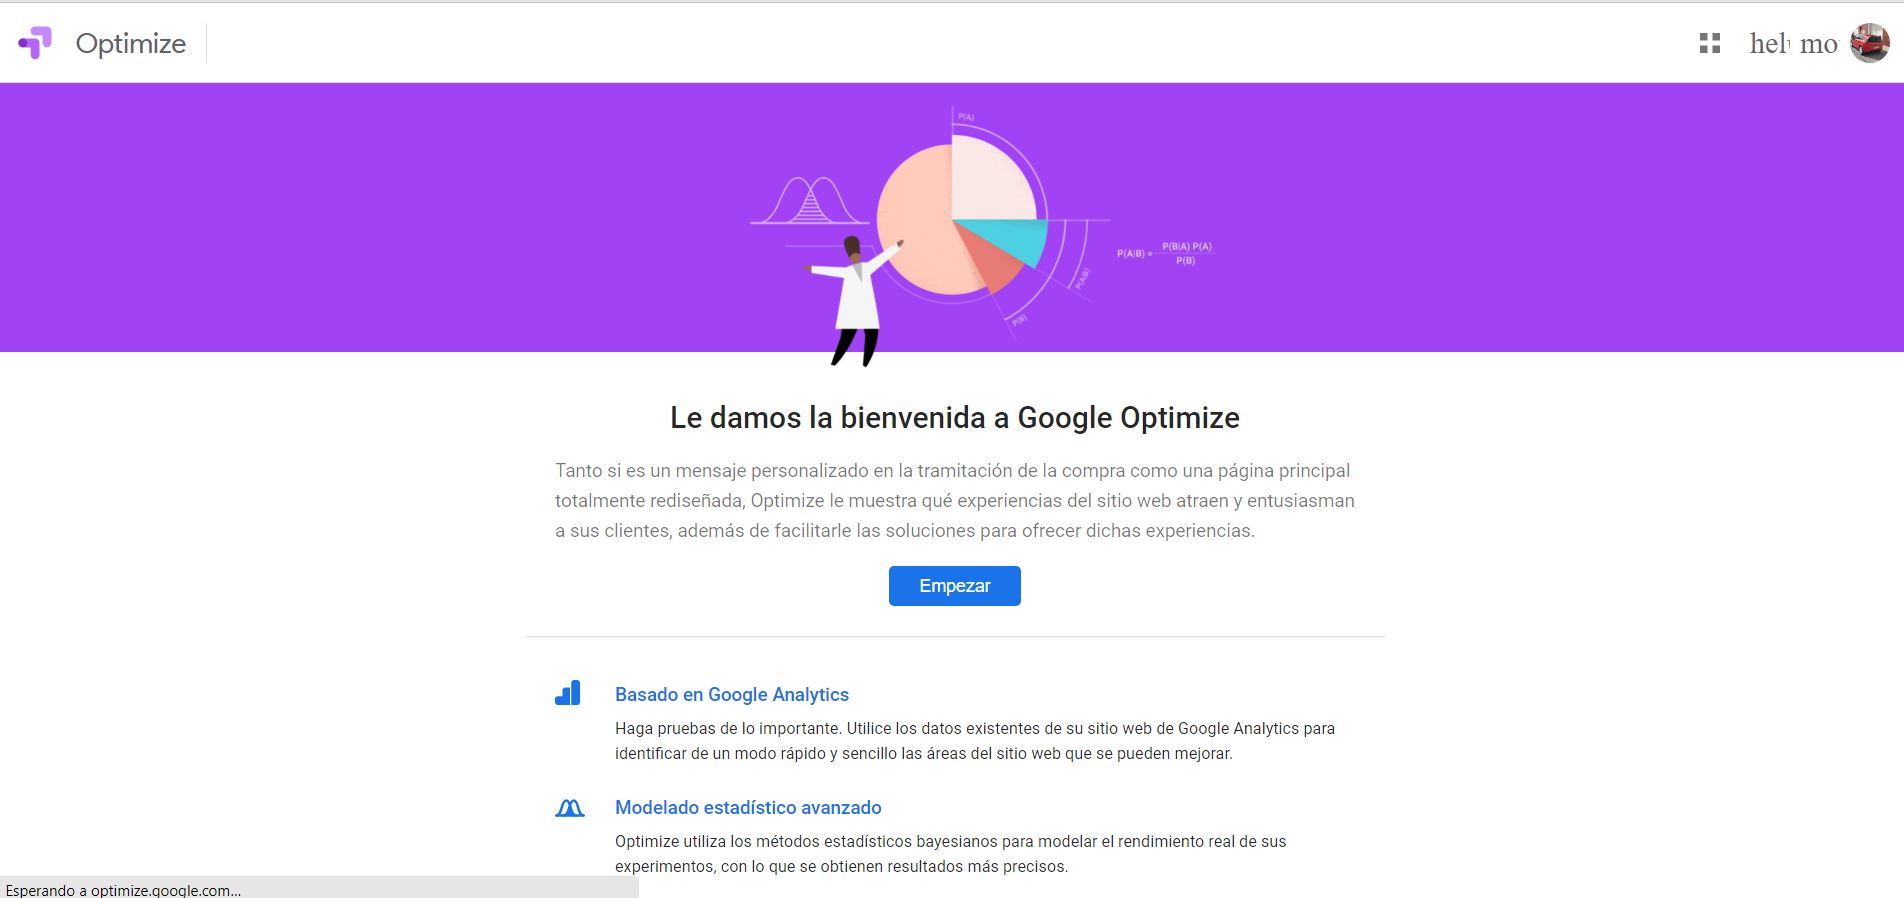 Optimize
P(A)
P(A|B) = P(B|A) P(A)
P(B)
P(A|B)
P(B)
Le damos la bienvenida a Google Optimize
Tanto si es un mensaje personalizado en la tramitación de la compra como una página principal
totalmente rediseñada, Optimize le muestra qué experiencias del sitio web atraen y entusiasman
a sus clientes, además de facilitarle las soluciones para ofrecer dichas experiencias.
Empezar
Basado en Google Analytics
Haga pruebas de lo importante. Utilice los datos existentes de su sitio web de Google Analytics para
identificar de un modo rápido y sencillo las áreas del sitio web que se pueden mejorar.
Modelado estadístico avanzado
Optimize utiliza los métodos estadísticos bayesianos para modelar el rendimiento real de sus
experimentos, con lo que se obtienen resultados más precisos.
Esperando a optimize.google.com...